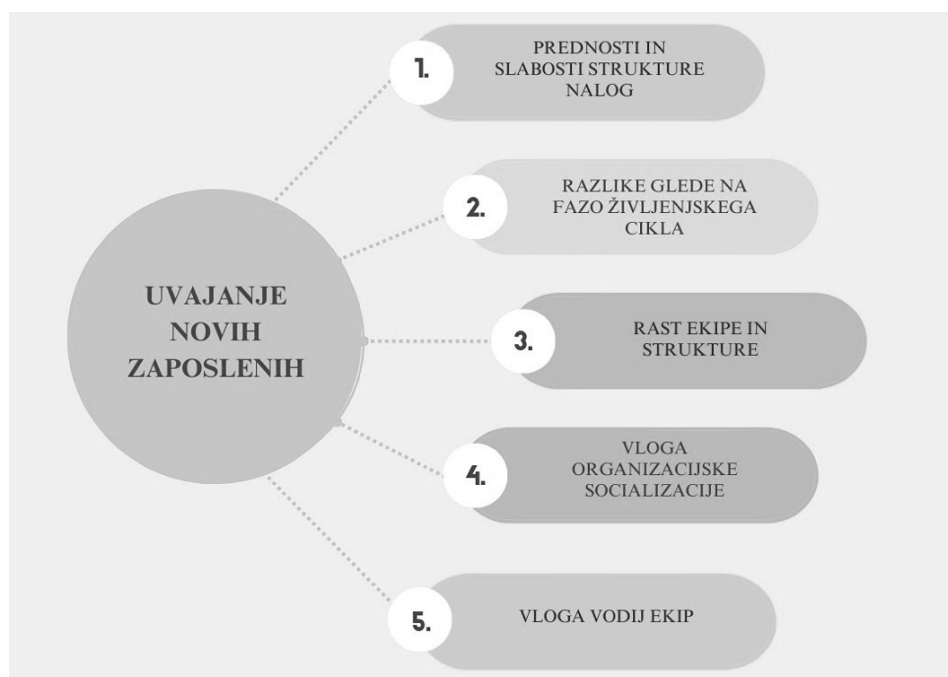 UVAJANJE
NOVIH
ZAPOSLENIH
1.
PREDNOSTI IN
SLABOSTI STRUKTURE
NALOG
2.
RAZLIKE GLEDE NA
FAZO ŽIVLJENJSKEGA
CIKLA
3.
RAST EKIPE IN
STRUKTURE
4.
VLOGA
ORGANIZACIJSKE
SOCIALIZACIJE
5.
VLOGA VODIJ EKIP